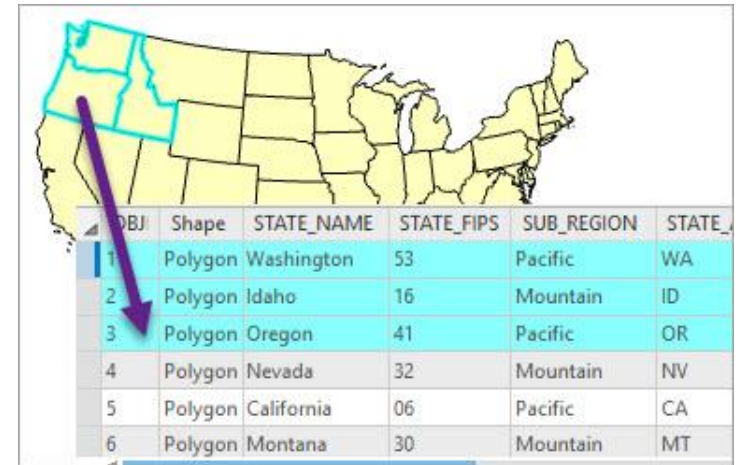 OBJ Shape STATE_NAME STATE_FIPS SUB_REGION STATE_
1 Polygon Washington 53 Pacific WA
2 Polygon Idaho 16 Mountain ID
3 Polygon Oregon 41 Pacific OR
4 Polygon Nevada 32 Mountain NV
5 Polygon California 06 Pacific CA
6 Polygon Montana 30 Mountain MT